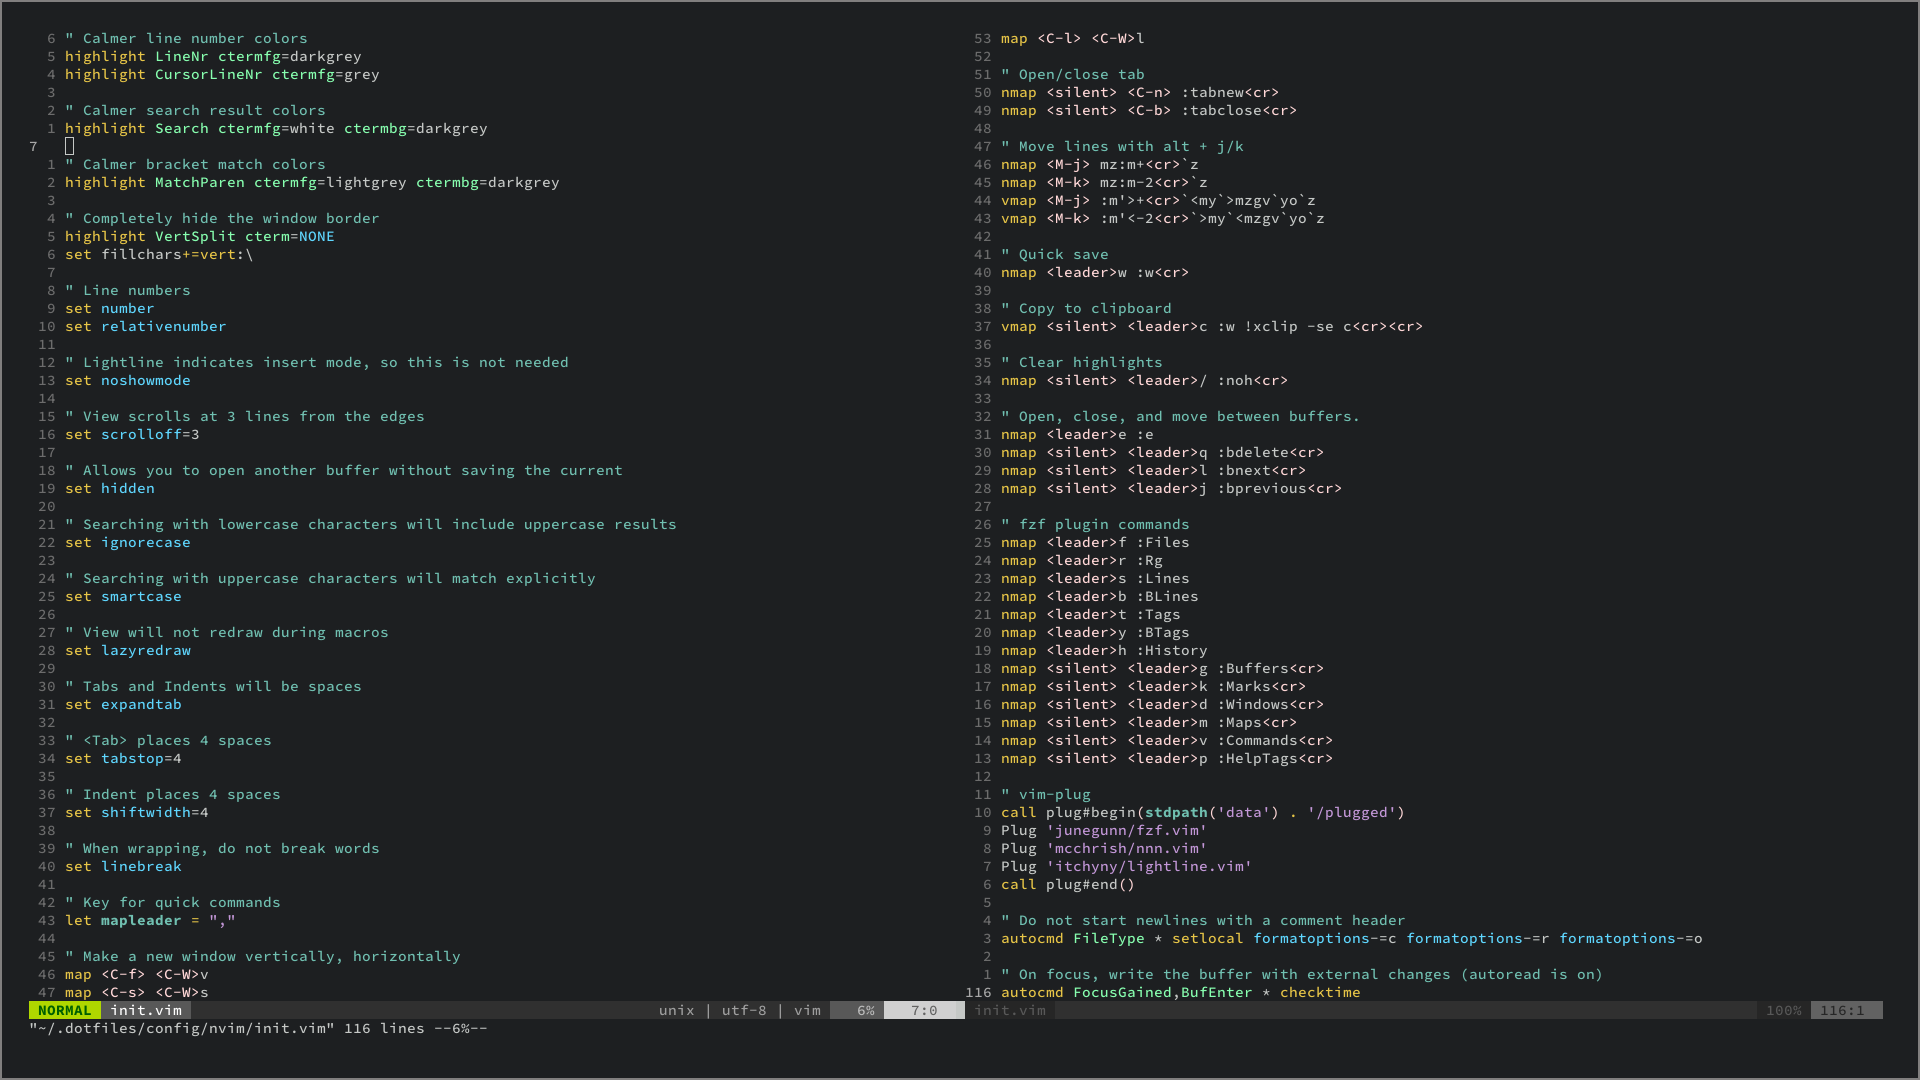 6 " Calmer line number colors
5 highlight LineNr ctermfg=darkgrey
4 highlight CursorLineNr ctermfg=grey
3
2 " Calmer search result colors
1 highlight Search ctermfg=white ctermbg=darkgrey
7
1 " Calmer bracket match colors
2 highlight MatchParen ctermfg=lightgrey ctermbg=darkgrey
3
4 " Completely hide the window border
5 highlight VertSplit cterm=NONE
6 set fillchars+=vert:\
7
8 " Line numbers
9 set number
10 set relativenumber
11
12 " Lightline indicates insert mode, so this is not needed
13 set noshowmode
14
15 " View scrolls at 3 lines from the edges
16 set scrolloff=3
17
18 " Allows you to open another buffer without saving the current
19 set hidden
20
21 " Searching with lowercase characters will include uppercase results
22 set ignorecase
23
24 " Searching with uppercase characters will match explicitly
25 set smartcase
26
27 " View will not redraw during macros
28 set lazyredraw
29
30 " Tabs and Indents will be spaces
31 set expandtab
32
33 " <Tab> places 4 spaces
34 set tabstop=4
35
36 " Indent places 4 spaces
37 set shiftwidth=4
38
39 " When wrapping, do not break words
40 set linebreak
41
42 " Key for quick commands
43 let mapleader = ","
44
45 " Make a new window vertically, horizontally
46 map <C-f> <C-W>v
47 map <C-s> <C-W>s
NORMAL init.vim unix | utf-8 | vim 6% 7:0
"~/.dotfiles/config/nvim/init.vim" 116 lines --6%--
53 map <C-l> <C-W>l
52
51 " Open/close tab
50 nmap <silent> <C-n> :tabnew<cr>
49 nmap <silent> <C-b> :tabclose<cr>
48
47 " Move lines with alt + j/k
46 nmap <M-j> mz:m+<cr>`z
45 nmap <M-k> mz:m-2<cr>`z
44 vmap <M-j> :m'>+<cr>`<my`>mzgv`yo`z
43 vmap <M-k> :m'<-2<cr>`>my`<mzgv`yo`z
42
41 " Quick save
40 nmap <leader>w :w<cr>
39
38 " Copy to clipboard
37 vmap <silent> <leader>c :w !xclip -se c<cr><cr>
36
35 " Clear highlights
34 nmap <silent> <leader>/ :noh<cr>
33
32 " Open, close, and move between buffers.
31 nmap <leader>e :e
30 nmap <silent> <leader>q :bdelete<cr>
29 nmap <silent> <leader>l :bnext<cr>
28 nmap <silent> <leader>j :bprevious<cr>
27
26 " fzf plugin commands
25 nmap <leader>f :Files
24 nmap <leader>r :Rg
23 nmap <leader>s :Lines
22 nmap <leader>b :BLines
21 nmap <leader>t :Tags
20 nmap <leader>y :BTags
19 nmap <leader>h :History
18 nmap <silent> <leader>g :Buffers<cr>
17 nmap <silent> <leader>k :Marks<cr>
16 nmap <silent> <leader>d :Windows<cr>
15 nmap <silent> <leader>m :Maps<cr>
14 nmap <silent> <leader>v :Commands<cr>
13 nmap <silent> <leader>p :HelpTags<cr>
12
11 " vim-plug
10 call plug#begin(stdpath('data') . '/plugged')
9 Plug 'junegunn/fzf.vim'
8 Plug 'mcchrish/nnn.vim'
7 Plug 'itchyny/lightline.vim'
6 call plug#end()
5
4 " Do not start newlines with a comment header
3 autocmd FileType * setlocal formatoptions-=c formatoptions-=r formatoptions-=o
2
1 " On focus, write the buffer with external changes (autoread is on)
116 autocmd FocusGained,BufEnter * checktime
init.vim 100% 116:1